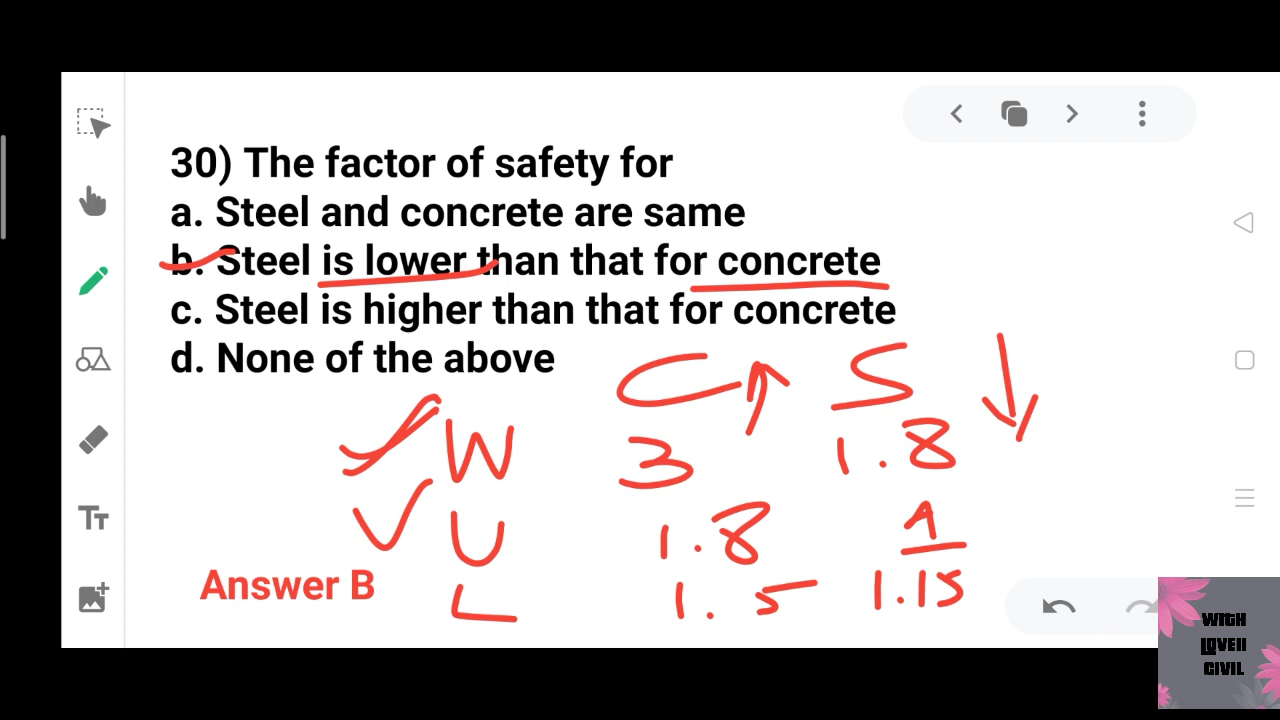 30) The factor of safety for
a. Steel and concrete are same
b. Steel is lower than that for concrete
c. Steel is higher than that for concrete
d. None of the above
C S
W 3 1.8
U 1.8 1
L 1.5 1.15
Answer B
Tт
WITH
LOVELL
CIVIL